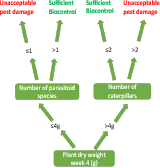 Unacceptable
pest damage
Sufficient
Biocontrol
Sufficient
Biocontrol
Unacceptable
pest damage
≤1
>1
≤2
>2
Number of parasitoid
species
Number of
caterpillars
≤4g
>4g
Plant dry weight
week 4 (g)